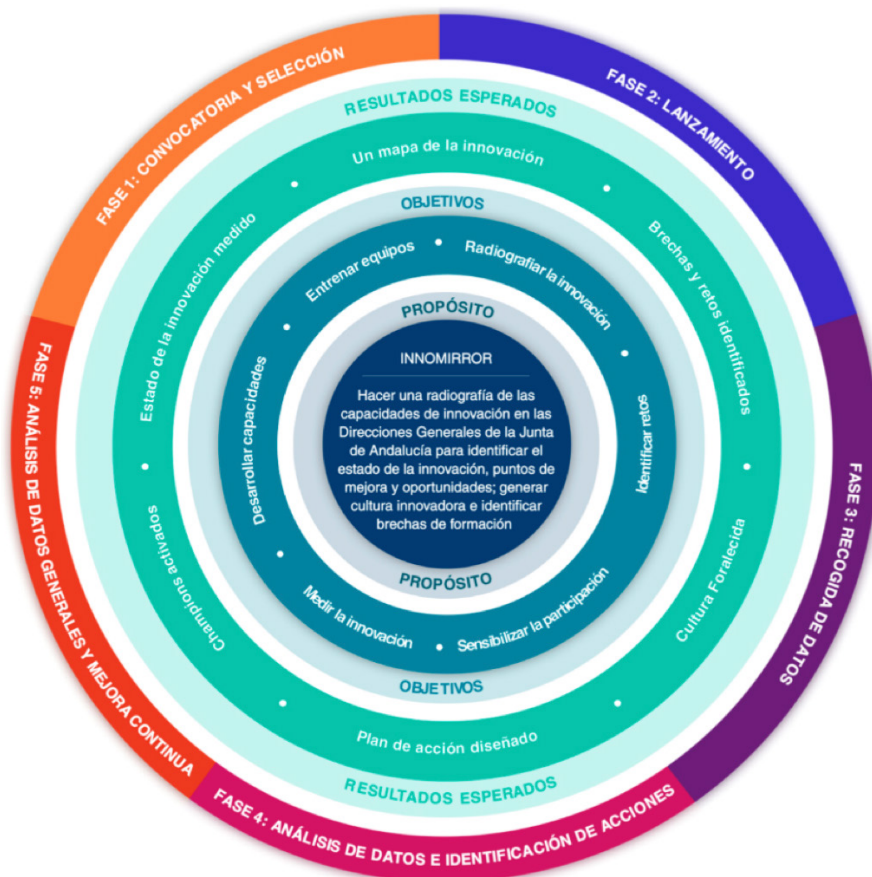 FASE 1: CONVOCATORIA Y SELECCIÓN
FASE 2: LANZAMIENTO
FASE 3: RECOGIDA DE DATOS
FASE 4: ANÁLISIS DE DATOS E IDENTIFICACIÓN DE ACCIONES
FASE 5: ANÁLISIS DE DATOS GENERALES Y MEJORA CONTINUA
RESULTADOS ESPERADOS
Un mapa de la innovación
Brechas y retos identificados
Cultura Foralecida
Plan de acción diseñado
Champions activados
Estado de la innovación medido
RESULTADOS ESPERADOS
OBJETIVOS
Entrenar equipos
Radiografiar la innovación
Identificar retos
Sensibilizar la participación
Medir la innovación
Desarrollar capacidades
OBJETIVOS
PROPÓSITO
INNOMIRROR
Hacer una radiografía de las
capacidades de innovación en las
Direcciones Generales de la Junta
de Andalucía para identificar el
estado de la innovación, puntos de
mejora y oportunidades; generar
cultura innovadora e identificar
brechas de formación
PROPÓSITO